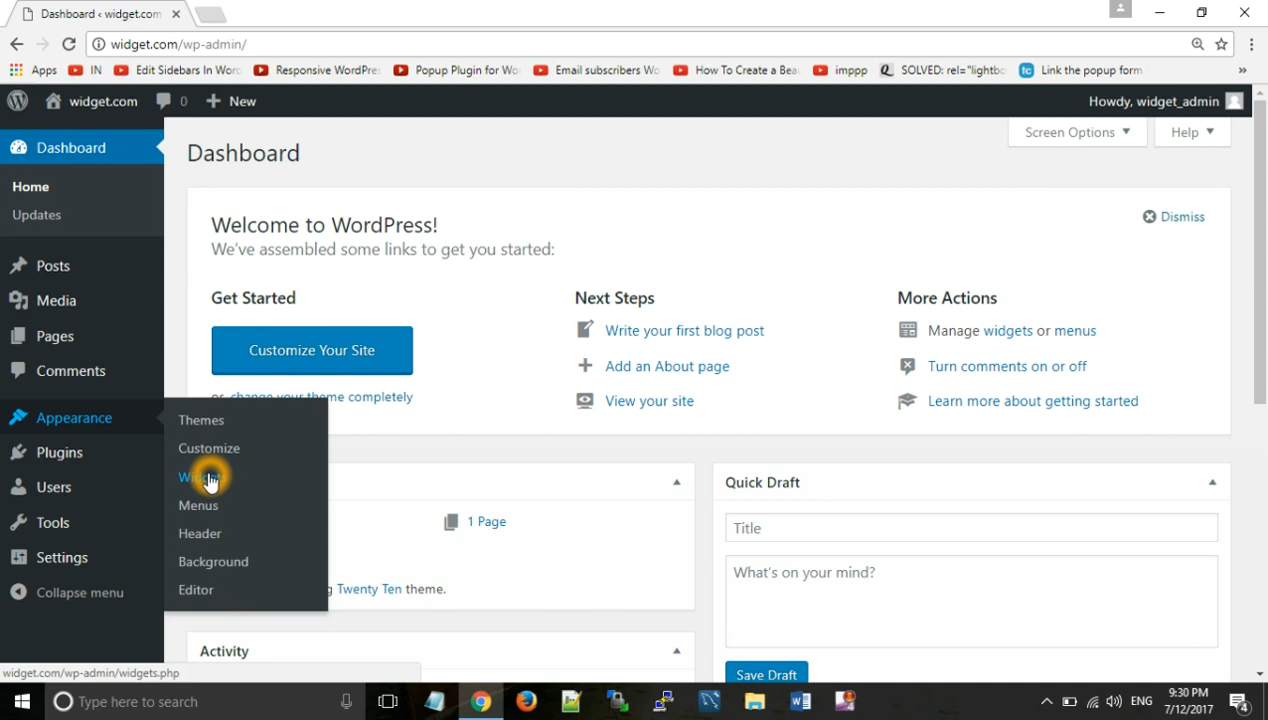 Dashboard ‹ widget.com
widget.com/wp-admin/
Apps IN Edit Sidebars In Wor Responsive WordPre Popup Plugin for Wo Email subscribers Wo How To Create a Bea imppp SOLVED: rel="lightbo Link the popup form »
widget.com 0 New Howdy, widget_admin
Dashboard
Home
Updates
Posts
Media
Pages
Comments
Appearance
Plugins
Users
Tools
Settings
Collapse menu
Themes
Customize
Menus
Header
Background
Editor
Screen Options Help
Dashboard
Welcome to WordPress!
We've assembled some links to get you started:
Dismiss
Get Started
Customize Your Site
or change your theme completely
Next Steps
Write your first blog post
Add an About page
View your site
More Actions
Manage widgets or menus
Turn comments on or off
Learn more about getting started
1 Page
Twenty Ten theme.
Activity
Quick Draft
Title
What's on your mind?
Save Draft
widget.com/wp-admin/widgets.php
Type here to search
ENG
9:30 PM
7/12/2017
4